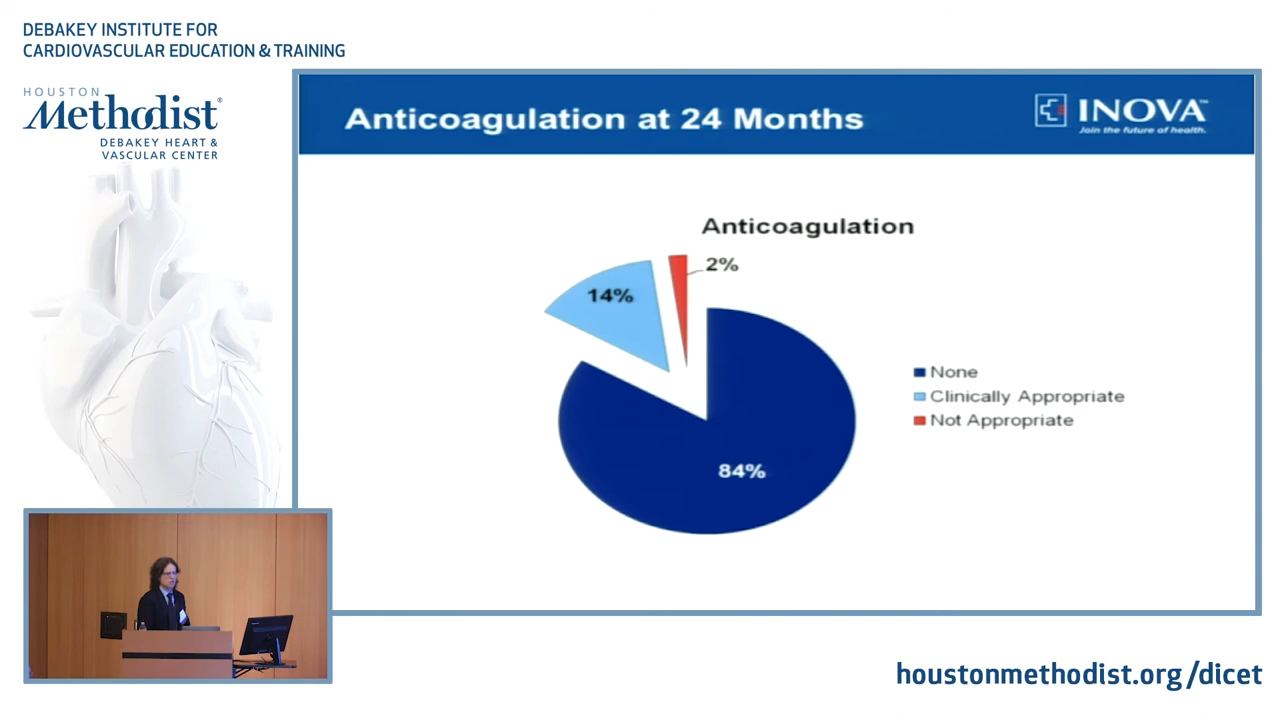 DEBAKEY INSTITUTE FOR
CARDIOVASCULAR EDUCATION & TRAINING
HOUSTON
Methodist®
DEBAKEY HEART &
VASCULAR CENTER
Anticoagulation at 24 Months
INOVA™
Join the future of health.
Anticoagulation
2%
14%
84%
None
Clinically Appropriate
Not Appropriate
houstonmethodist.org/dicet